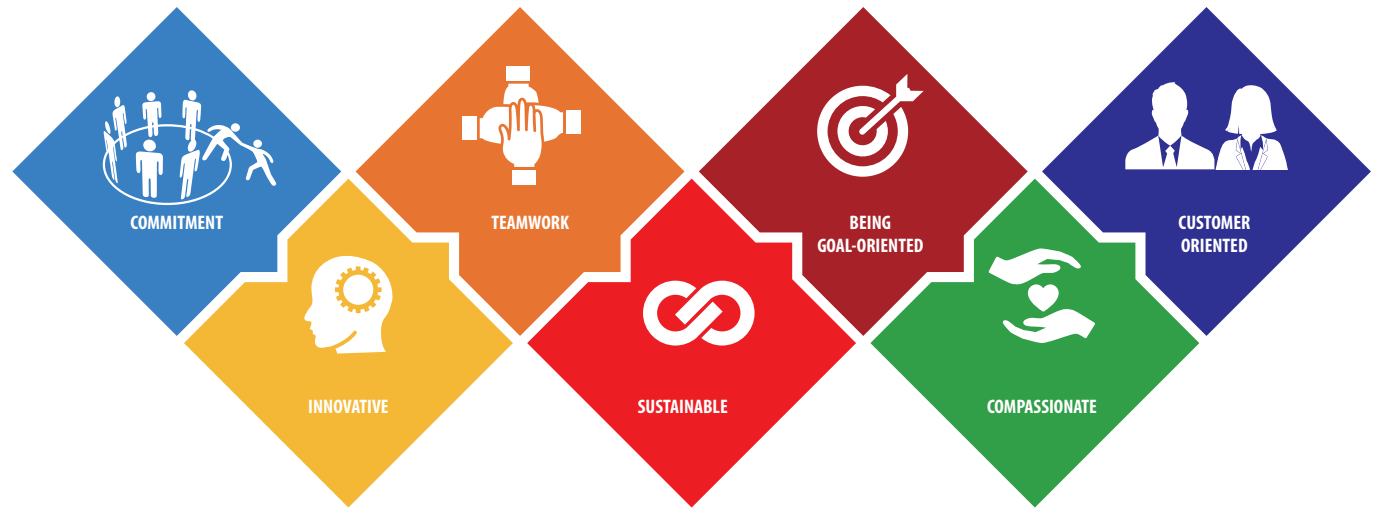 COMMITMENT
TEAMWORK
BEING
GOAL-ORIENTED
CUSTOMER
ORIENTED
INNOVATIVE
SUSTAINABLE
COMPASSIONATE